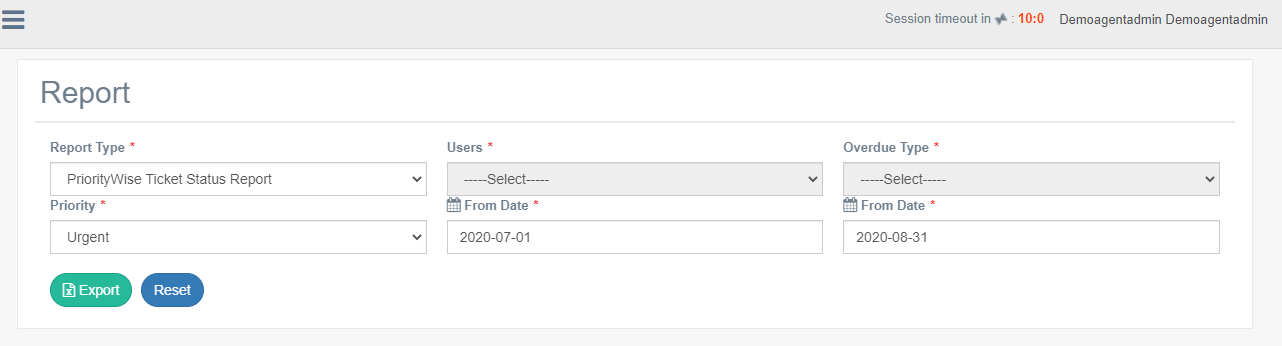 Session timeout in : 10:0 Demoagentadmin Demoagentadmin
Report
Report Type * Users * Overdue Type *
PriorityWise Ticket Status Report -----Select----- -----Select-----
Priority * From Date * From Date *
Urgent 2020-07-01 2020-08-31
Export Reset